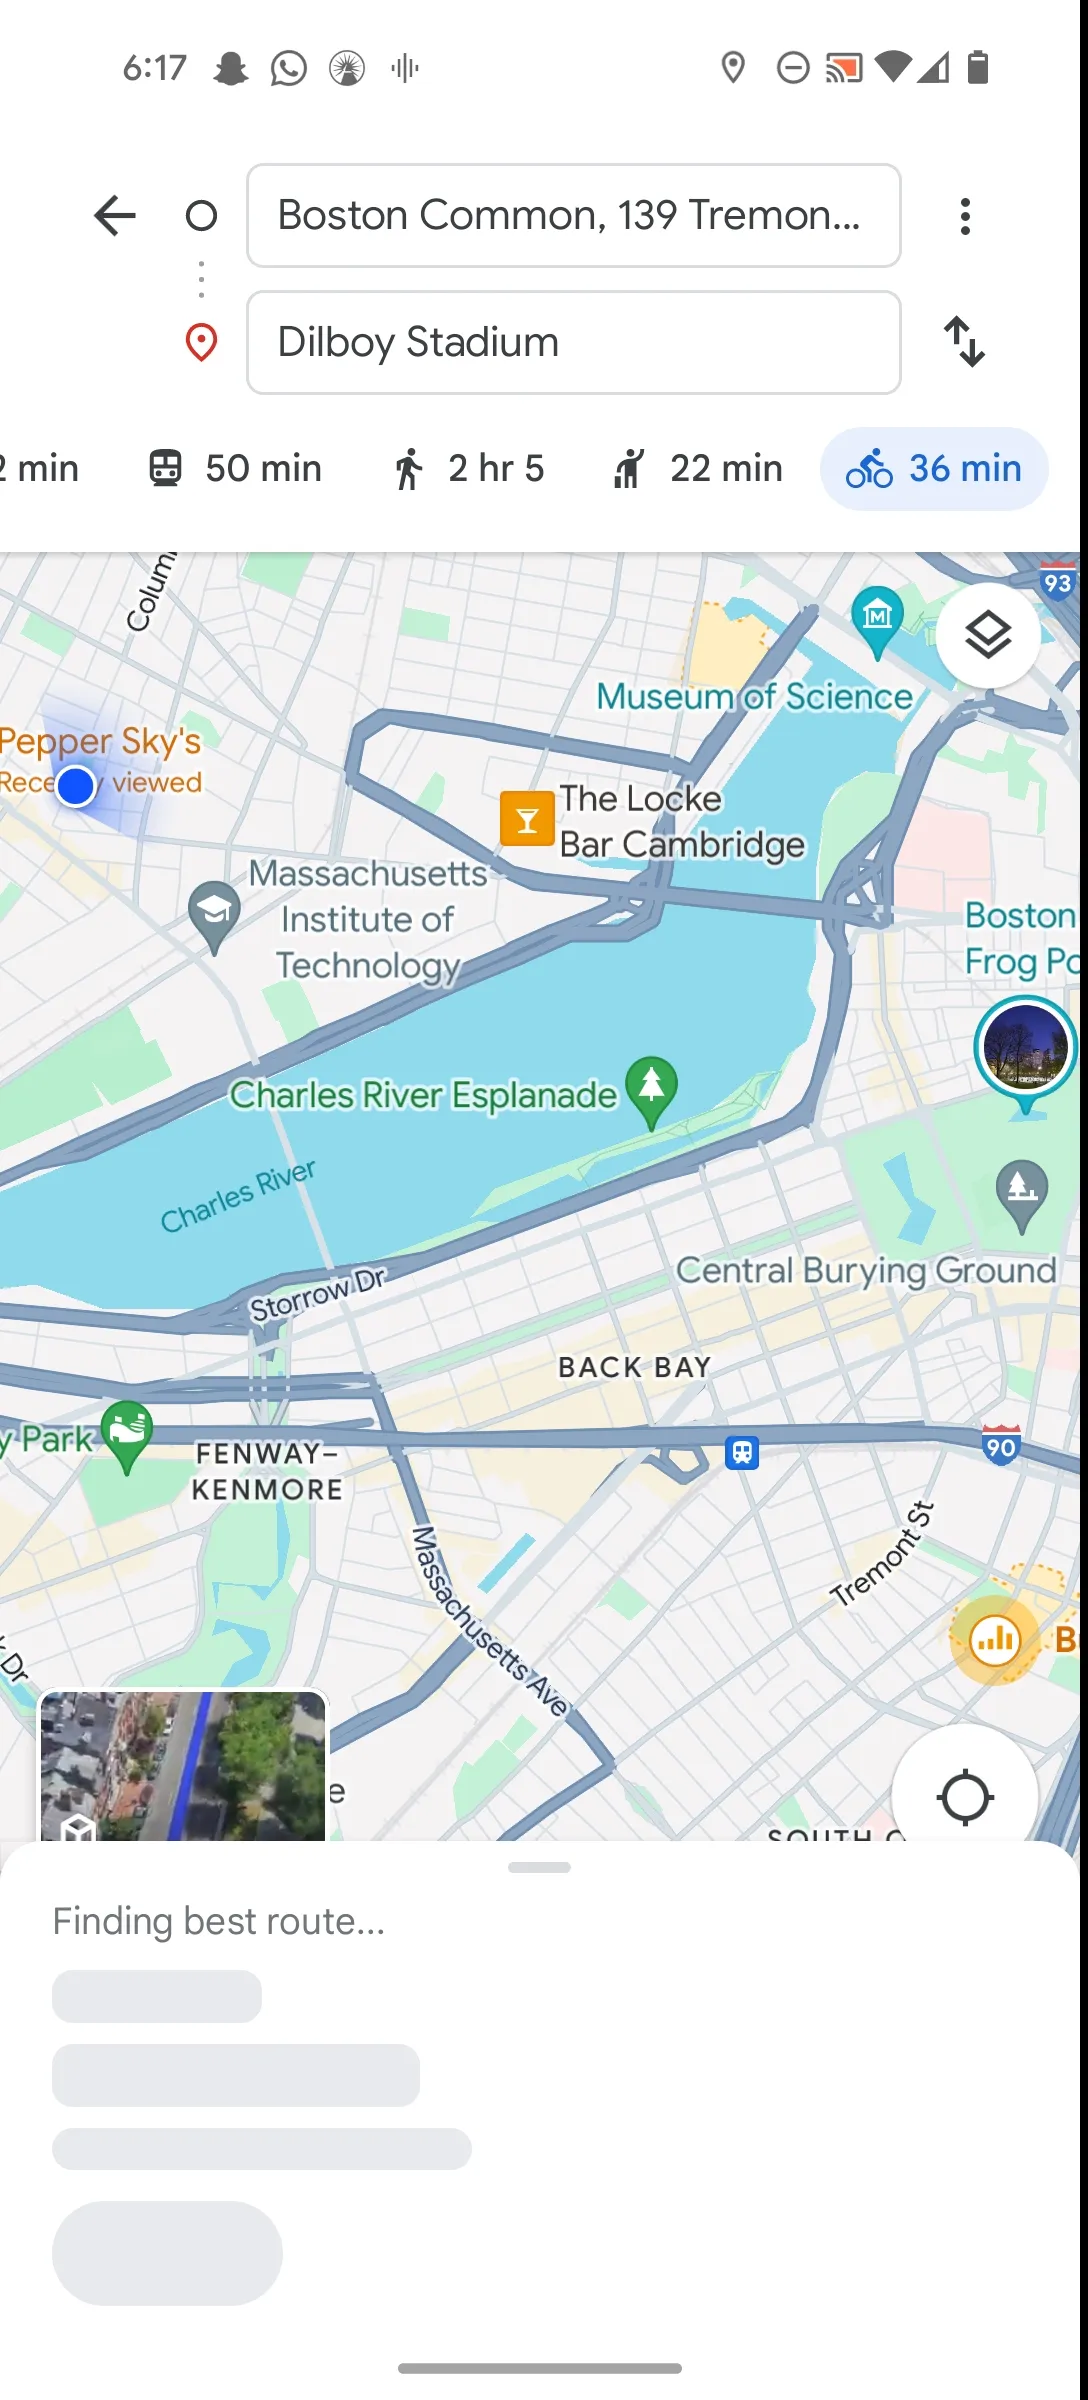 6:17
Boston Common, 139 Tremon...
Dilboy Stadium
2 min
50 min
2 hr 5
22 min
36 min
Colum
93
Museum of Science
Pepper Sky's
Rece y viewed
The Locke
Bar Cambridge
Massachusetts
Institute of
Technology
Boston
Frog Po
Charles River Esplanade
Charles River
Central Burying Ground
Storrow Dr
BACK BAY
y Park
FENWAY-
KENMORE
90
Massachusetts Ave
Tremont St
B
Dr
e
SOUTH
Finding best route...